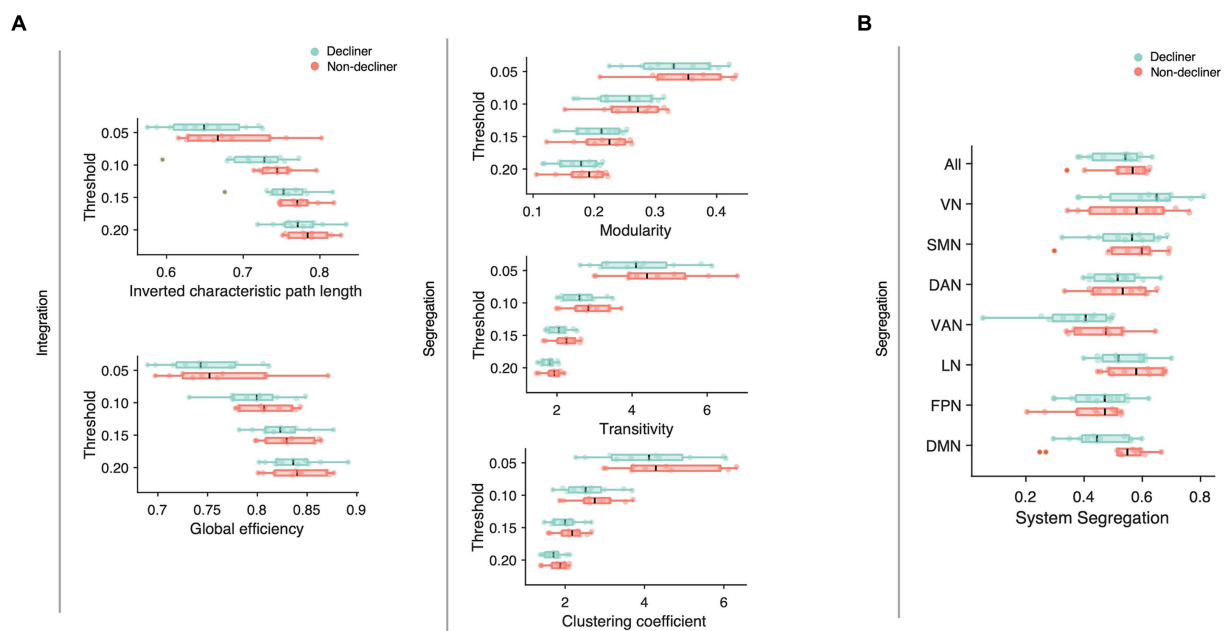 A
Decliner
Non-decliner
Integration
Threshold
0.05
0.10
0.15
0.20
0.6
0.7
0.8
Inverted characteristic path length
Threshold
0.05
0.10
0.15
0.20
0.7
0.75
0.8
0.85
0.9
Global efficiency
Segregation
Threshold
0.05
0.10
0.15
0.20
0.1
0.2
0.3
0.4
Modularity
Threshold
0.05
0.10
0.15
0.20
2
4
6
Transitivity
Threshold
0.05
0.10
0.15
0.20
2
4
6
Clustering coefficient
B
Decliner
Non-decliner
Segregation
All
VN
SMN
DAN
VAN
LN
FPN
DMN
0.2
0.4
0.6
0.8
System Segregation